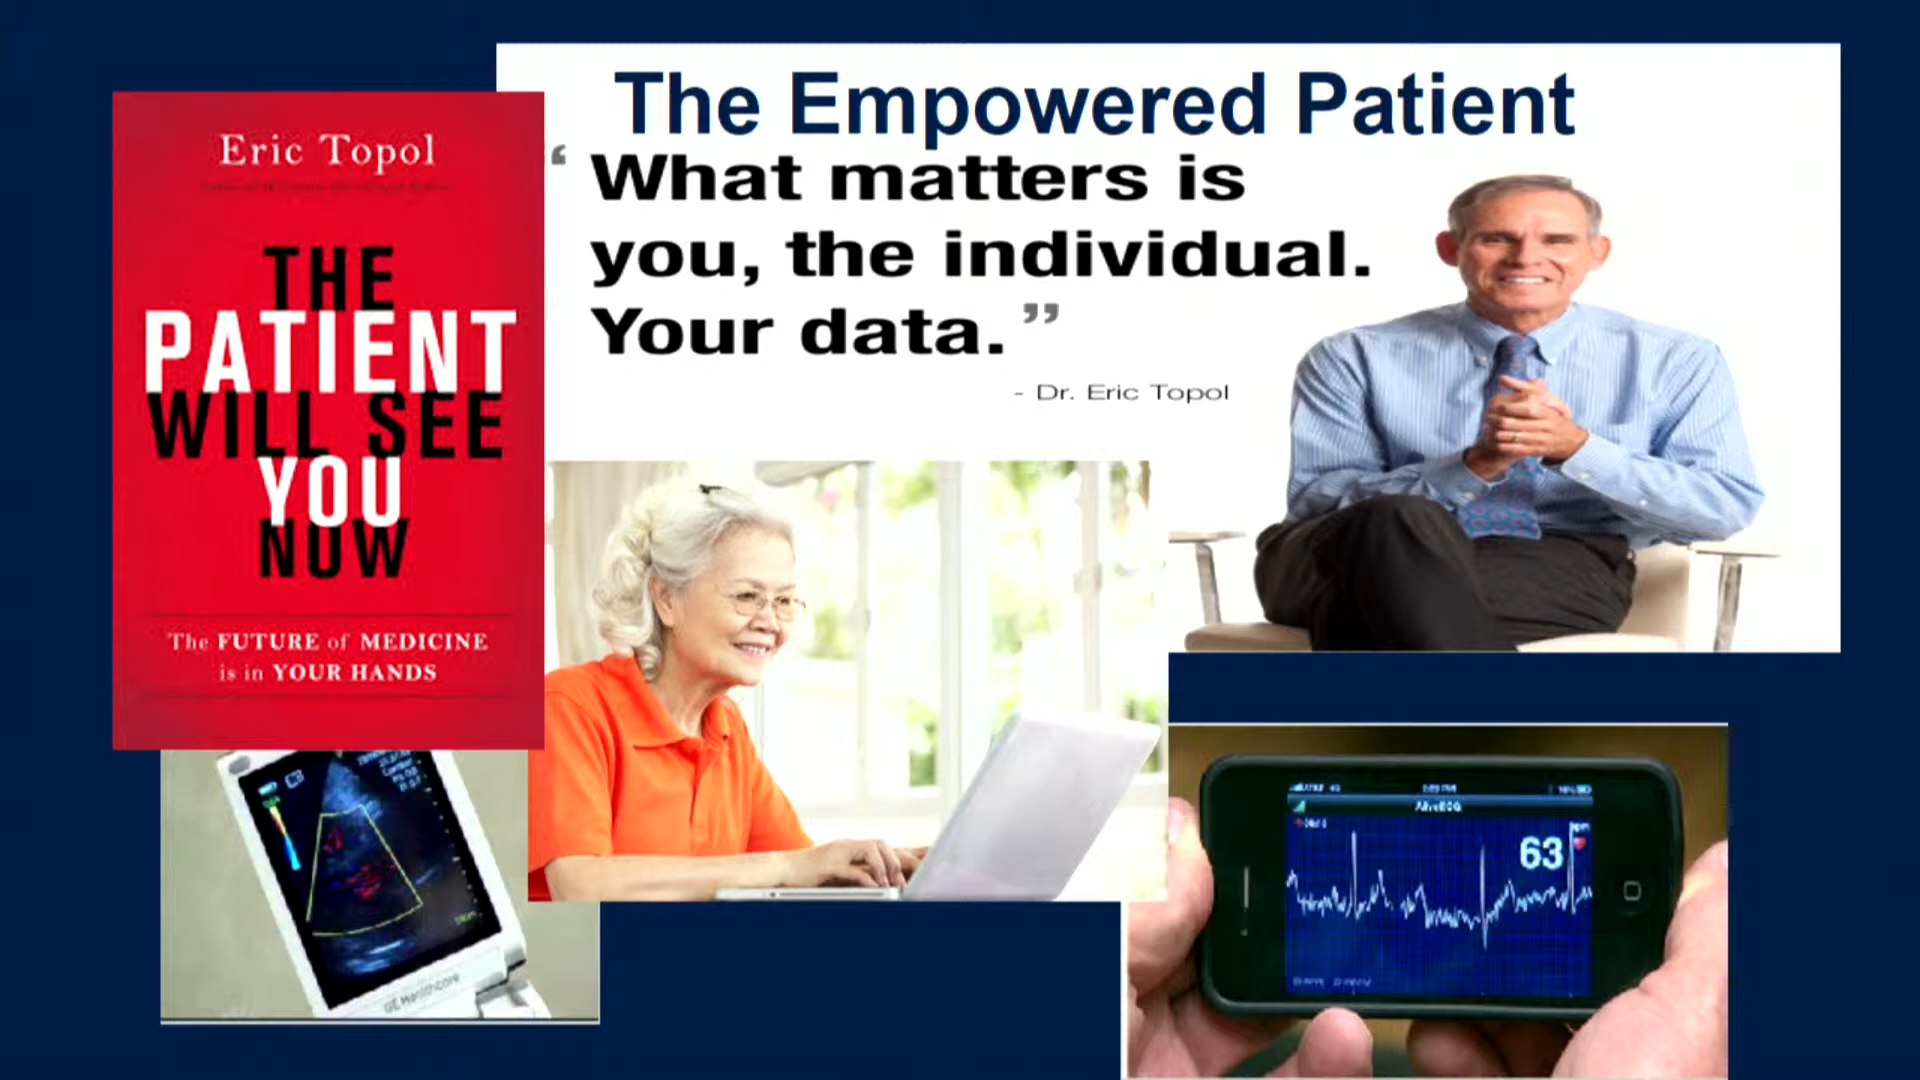 The Empowered Patient
‘ What matters is
you, the individual.
Your data. ”
- Dr. Eric Topol
Eric Topol
THE
PATIENT
WILL SEE
YOU
NOW
The FUTURE of MEDICINE
is in YOUR HANDS
GE Healthcare
AliveECG
63
bpm